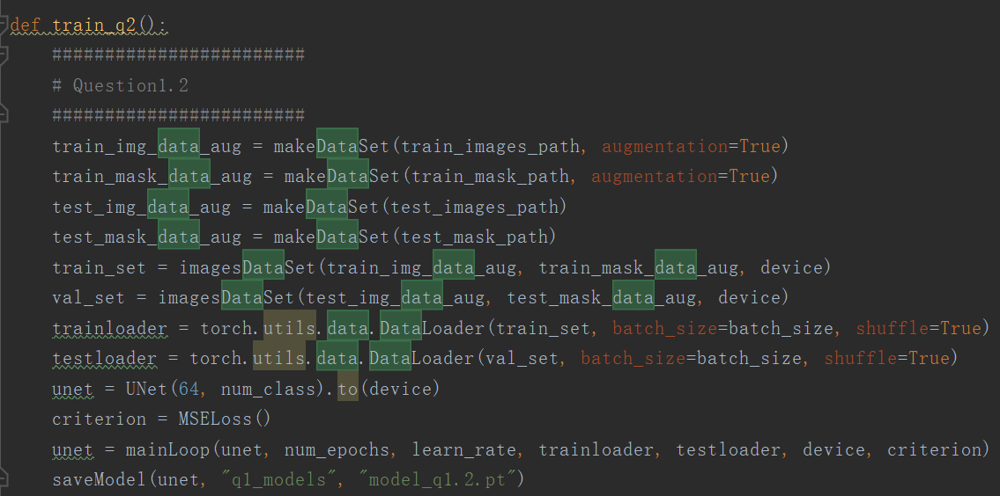 def train_q2():
    ########################
    # Question1.2
    ########################
    train_img_data_aug = makeDataSet(train_images_path, augmentation=True)
    train_mask_data_aug = makeDataSet(train_mask_path, augmentation=True)
    test_img_data_aug = makeDataSet(test_images_path)
    test_mask_data_aug = makeDataSet(test_mask_path)
    train_set = imagesDataSet(train_img_data_aug, train_mask_data_aug, device)
    val_set = imagesDataSet(test_img_data_aug, test_mask_data_aug, device)
    trainloader = torch.utils.data.DataLoader(train_set, batch_size=batch_size, shuffle=True)
    testloader = torch.utils.data.DataLoader(val_set, batch_size=batch_size, shuffle=True)
    unet = UNet(64, num_class).to(device)
    criterion = MSELoss()
    unet = mainLoop(unet, num_epochs, learn_rate, trainloader, testloader, device, criterion)
    saveModel(unet, "q1_models", "model_q1.2.pt")